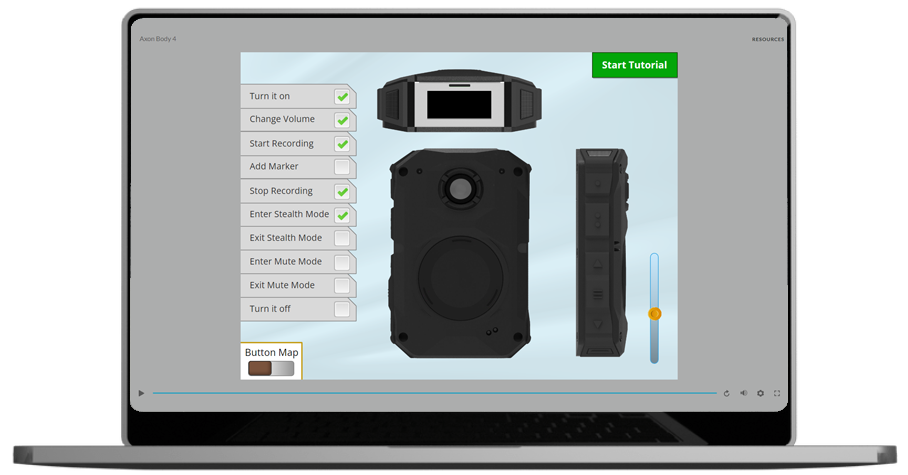 Axon Body 4
RESOURCES
Start Tutorial
Turn it on
Change Volume
Start Recording
Add Marker
Stop Recording
Enter Stealth Mode
Exit Stealth Mode
Enter Mute Mode
Exit Mute Mode
Turn it off
Button Map